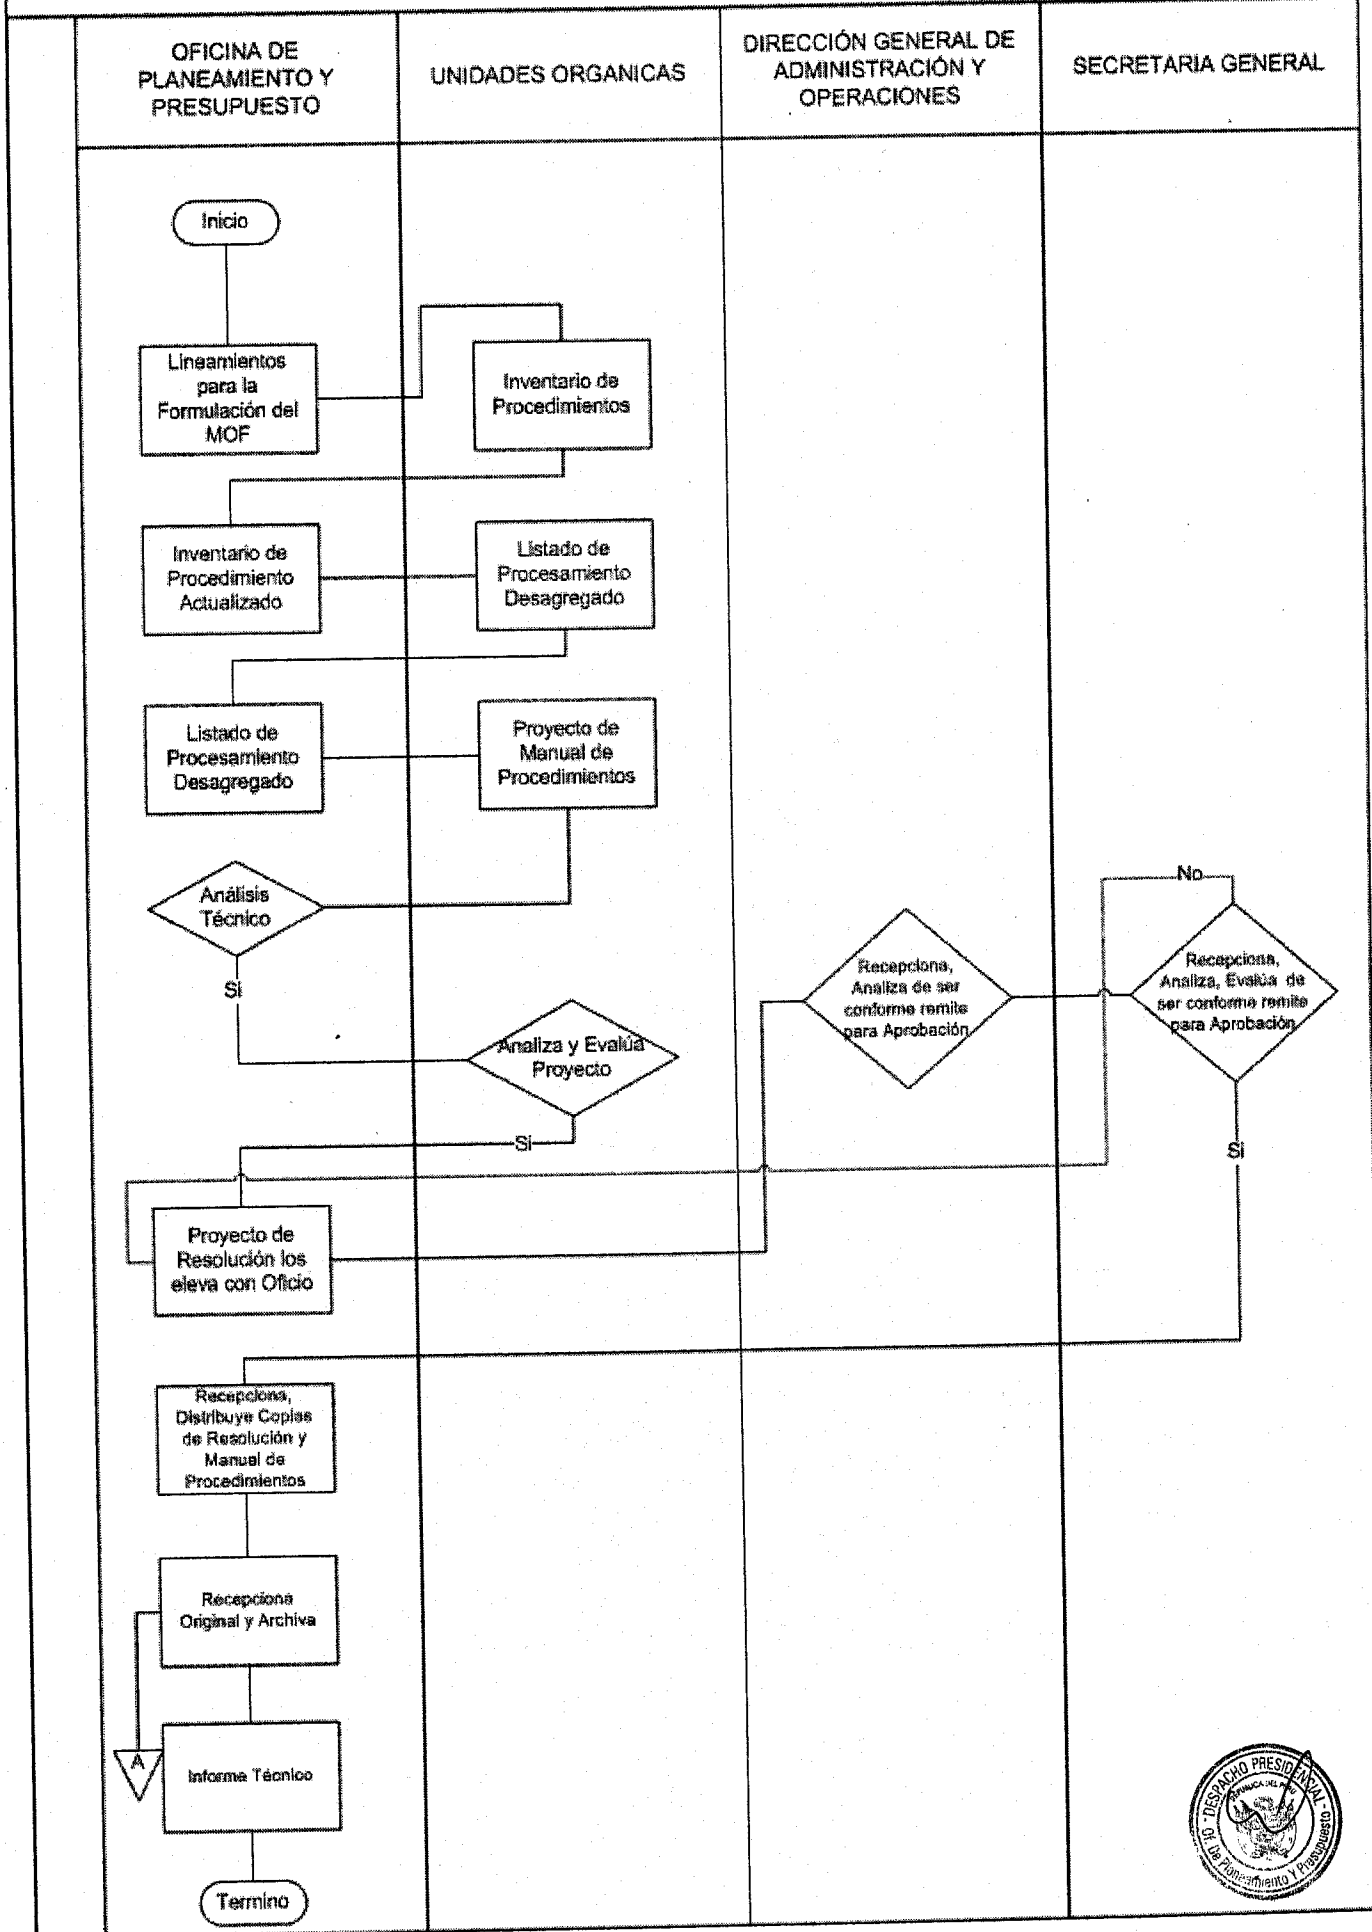 OFICINA DE
PLANEAMIENTO Y
PRESUPUESTO
UNIDADES ORGANICAS
DIRECCIÓN GENERAL DE
ADMINISTRACIÓN Y
OPERACIONES
SECRETARIA GENERAL
Inicio
Lineamientos
para la
Formulación del
MOF
Inventario de
Procedimientos
Inventario de
Procedimiento
Actualizado
Listado de
Procesamiento
Desagregado
Listado de
Procesamiento
Desagregado
Proyecto de
Manual de
Procedimientos
Análisis
Técnico
Si
Analiza y Evalúa
Proyecto
Si
Recepciona,
Analiza de ser
conforme remite
para Aprobación
No
Recepciona,
Analiza, Evalúa de
ser conforme remite
para Aprobación
Si
Proyecto de
Resolución los
eleva con Oficio
Recepciona,
Distribuye Copias
de Resolución y
Manual de
Procedimientos
Recepciona
Original y Archiva
A
Informe Técnico
Termino
DESPACHO PRESIDENCIAL
REPUBLICA DEL PERU
Of. De Planeamiento Y Presupuesto